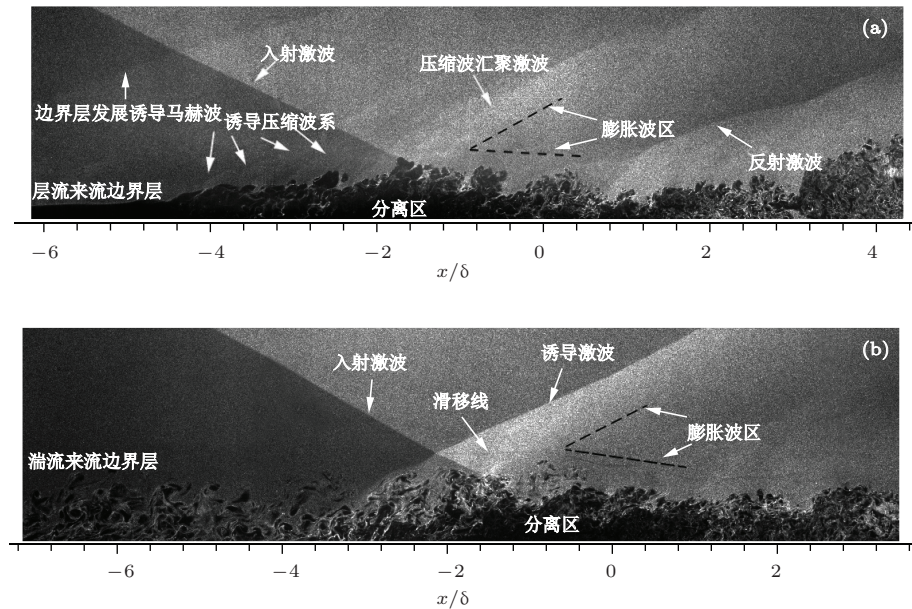 (a)
入射激波
压缩波汇聚激波
边界层发展诱导马赫波
诱导压缩波系
膨胀波区
反射激波
层流来流边界层
分离区
−6 −4 −2 0 2 4
x/δ
(b)
诱导激波
入射激波
滑移线
膨胀波区
湍流来流边界层
分离区
−6 −4 −2 0 2
x/δ